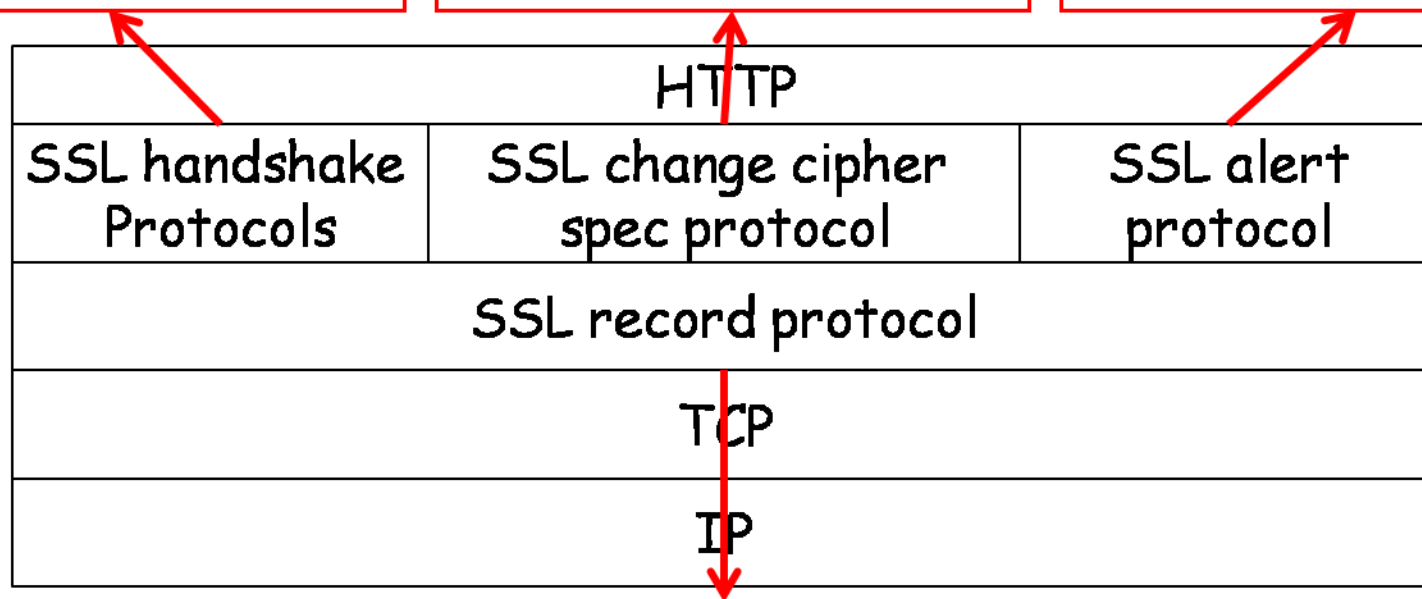 HTTP
SSL handshake
Protocols
SSL change cipher
spec protocol
SSL alert
protocol
SSL record protocol
TCP
IP